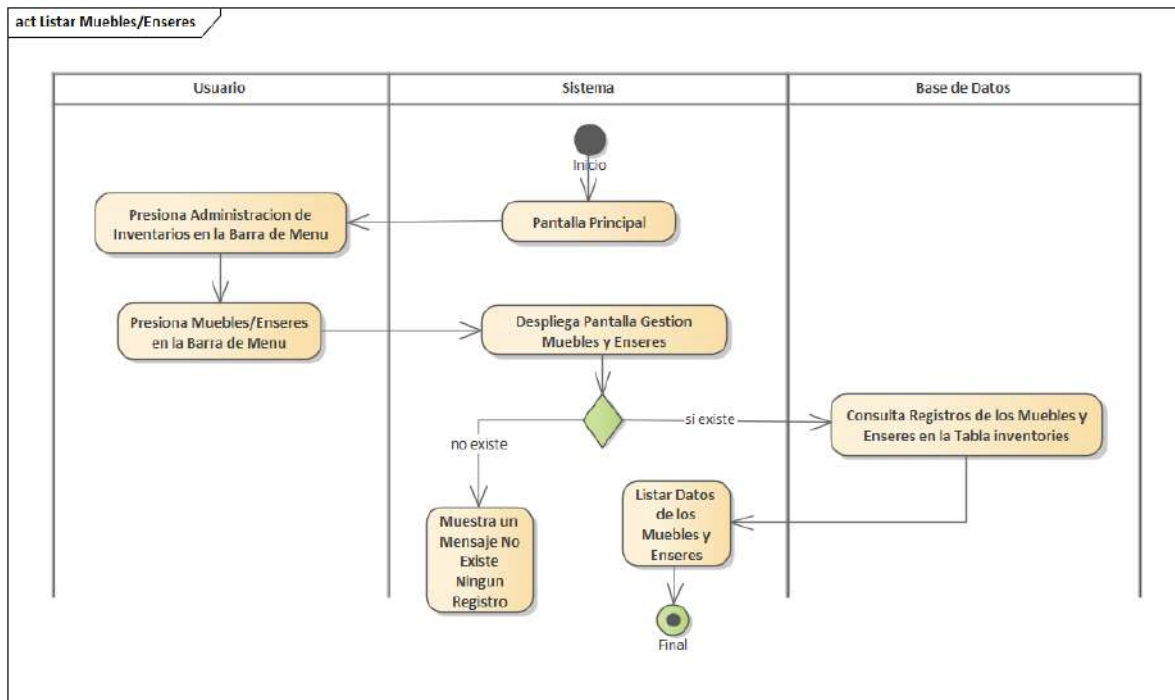 act Listar Muebles/Enseres
Usuario
Sistema
Base de Datos
Inicio
Presiona Administracion de
Inventarios en la Barra de Menu
Pantalla Principal
Presiona Muebles/Enseres
en la Barra de Menu
Despliega Pantalla Gestion
Muebles y Enseres
si existe
Consulta Registros de los Muebles y
Enseres en la Tabla inventories
no existe
Muestra un
Mensaje No
Existe
Ningun
Registro
Listar Datos
de los
Muebles y
Enseres
Final